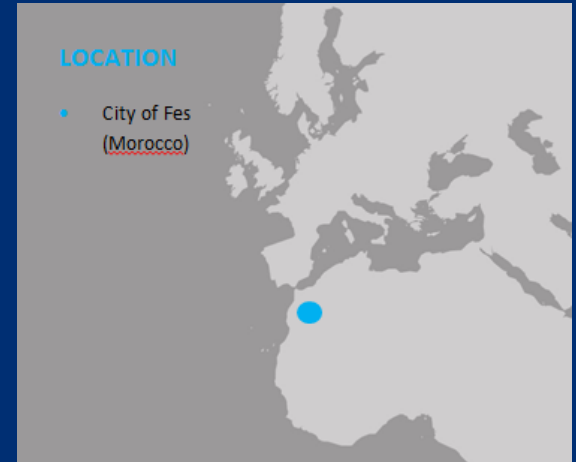 LOCATION
• City of Fes
(Morocco)